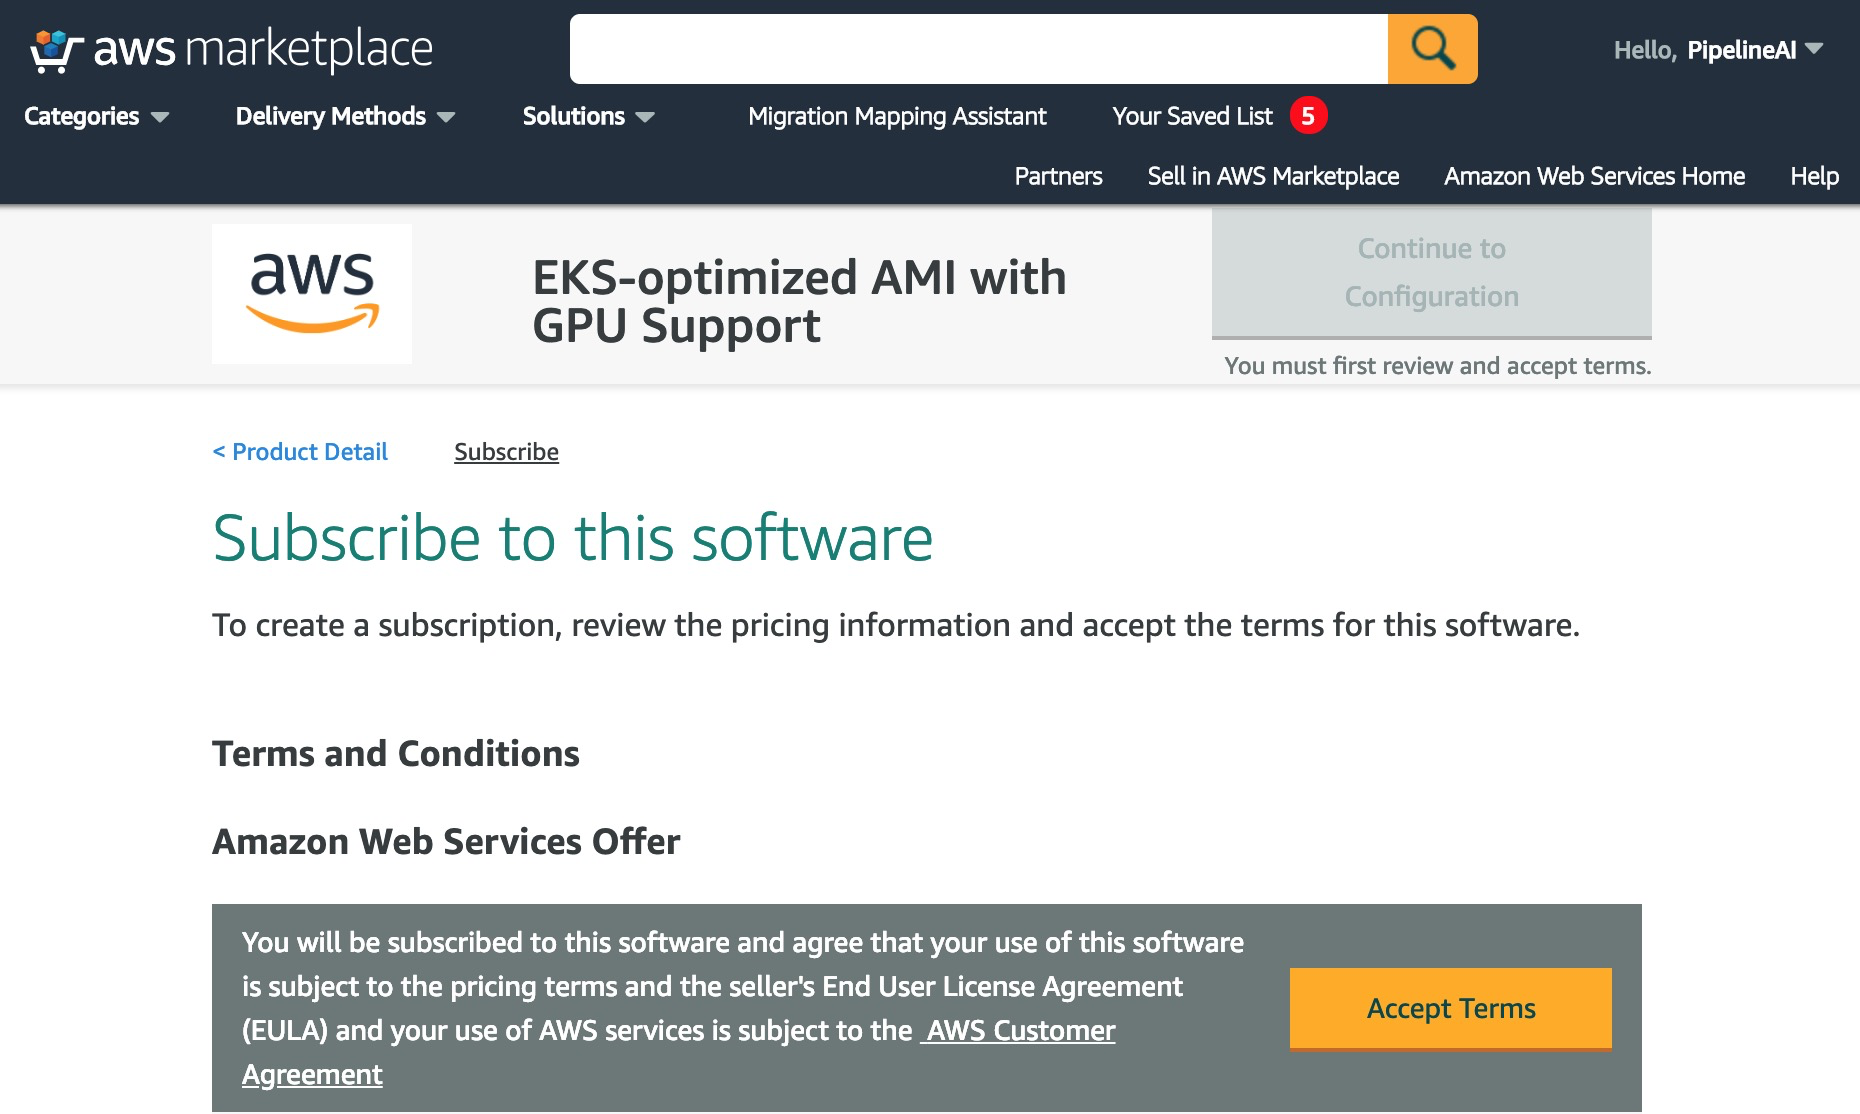 aws marketplace
Hello, PipelineAI
Categories Delivery Methods Solutions Migration Mapping Assistant Your Saved List 5
Partners Sell in AWS Marketplace Amazon Web Services Home Help
aws
EKS-optimized AMI with
GPU Support
Continue to
Configuration
You must first review and accept terms.
< Product Detail Subscribe
Subscribe to this software
To create a subscription, review the pricing information and accept the terms for this software.
Terms and Conditions
Amazon Web Services Offer
You will be subscribed to this software and agree that your use of this software
is subject to the pricing terms and the seller's End User License Agreement
(EULA) and your use of AWS services is subject to the AWS Customer
Agreement
Accept Terms